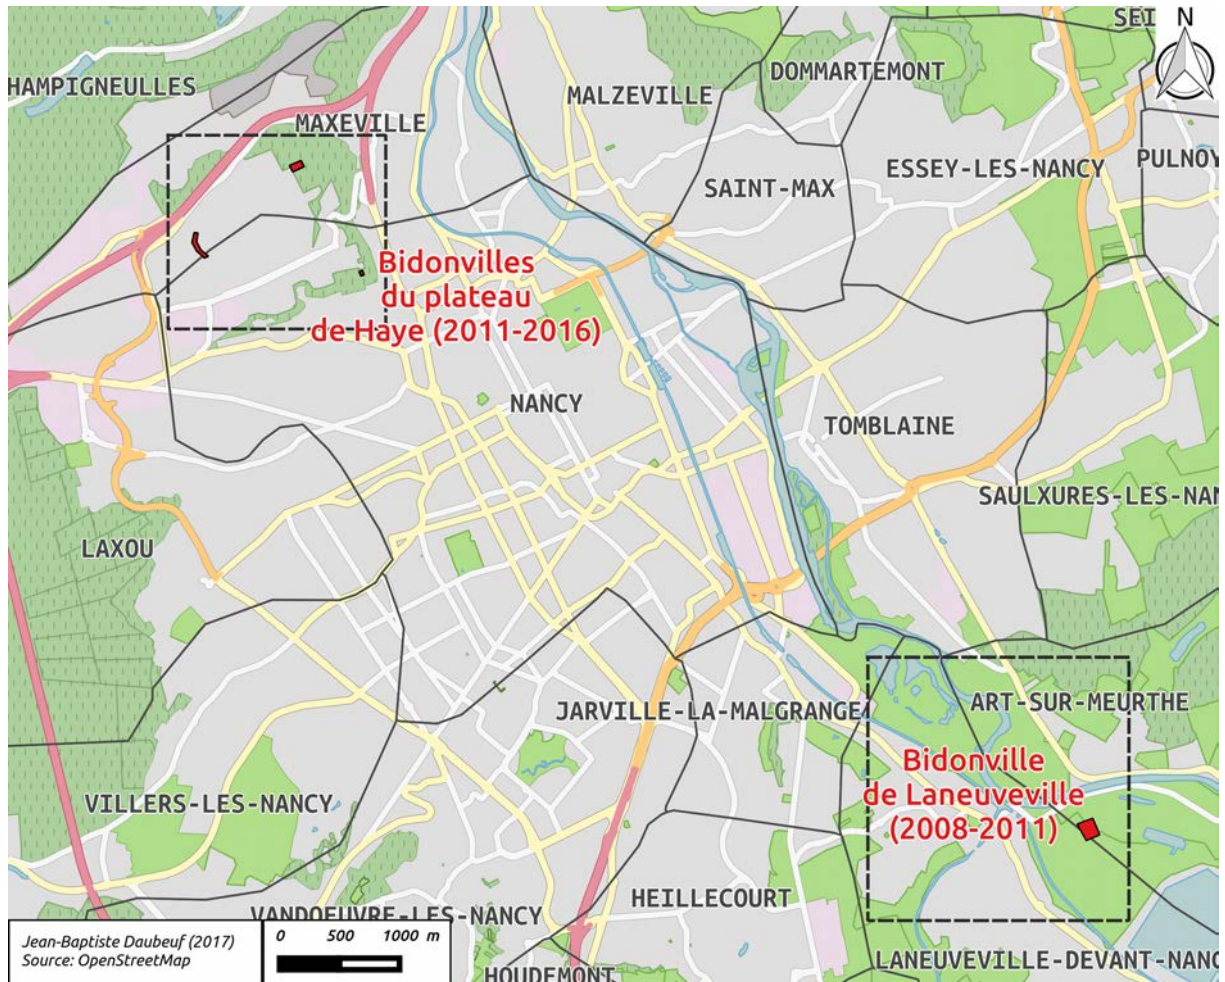 SEI
N
HAMPIGNEULLES
DOMMARTEMONT
MALZEVILLE
MAXEVILLE
ESSEY-LES-NANCY
PULNOY
SAINT-MAX
Bidonvilles
du plateau
de Haye (2011-2016)
NANCY
TOMBLAINE
SAULXURES-LES-NAN
LAXOU
ART-SUR-MEURTHE
JARVILLE-LA-MALGRANGE
Bidonville
de Laneuveville
(2008-2011)
VILLERS-LES-NANCY
HEILLECOURT
VANDOEUVRE-LES-NANCY
LANEUVEVILLE-DEVANT-NANC
HOUDEMONT
Jean-Baptiste Daubeuf (2017)
Source: OpenStreetMap
0 500 1000 m